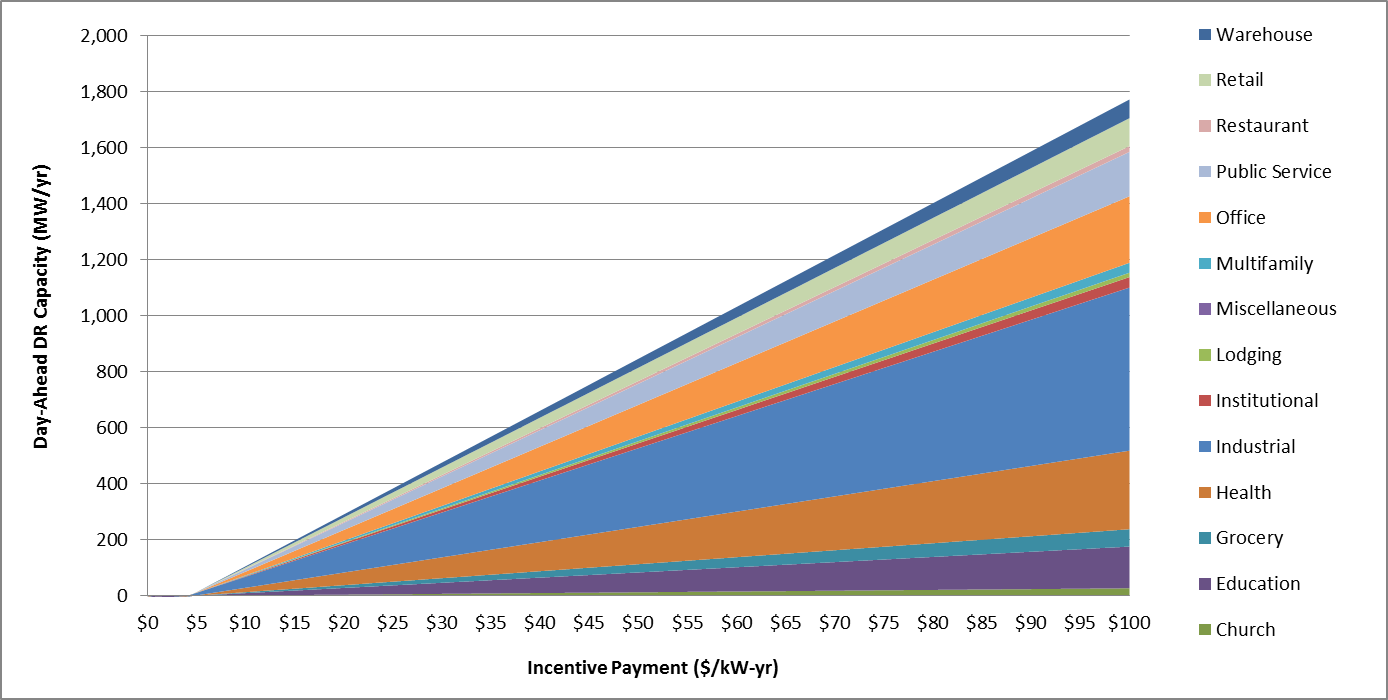 2,000
1,800
1,600
1,400
1,200
1,000
800
600
400
200
0
Day-Ahead DR Capacity (MW/yr)
$0 $5 $10 $15 $20 $25 $30 $35 $40 $45 $50 $55 $60 $65 $70 $75 $80 $85 $90 $95 $100
Incentive Payment ($/kW-yr)
Warehouse
Retail
Restaurant
Public Service
Office
Multifamily
Miscellaneous
Lodging
Institutional
Industrial
Health
Grocery
Education
Church